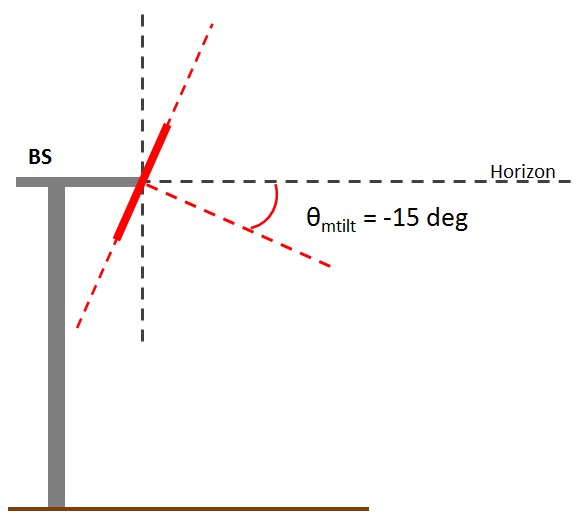 BS
Horizon
θmtilt = -15 deg